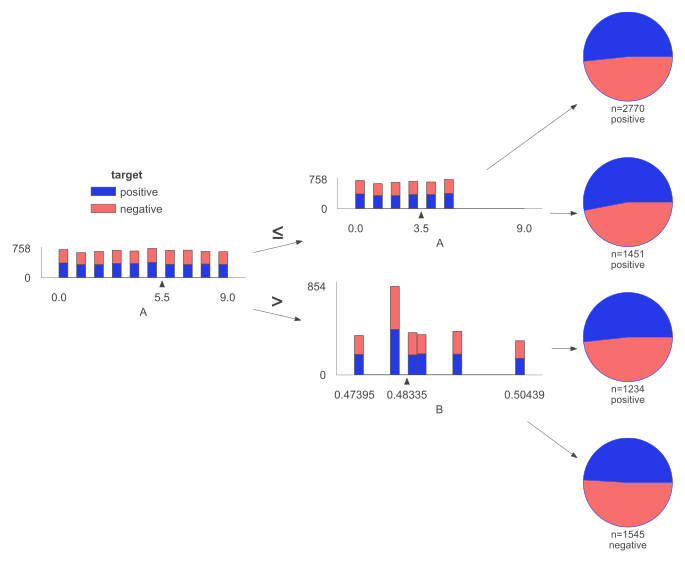 target
positive
negative
758
0
0.0
5.5
9.0
A
≤
>
758
0
0.0
3.5
9.0
A
854
0
0.47395
0.48335
0.50439
B
n=2770
positive
n=1451
positive
n=1234
positive
n=1545
negative